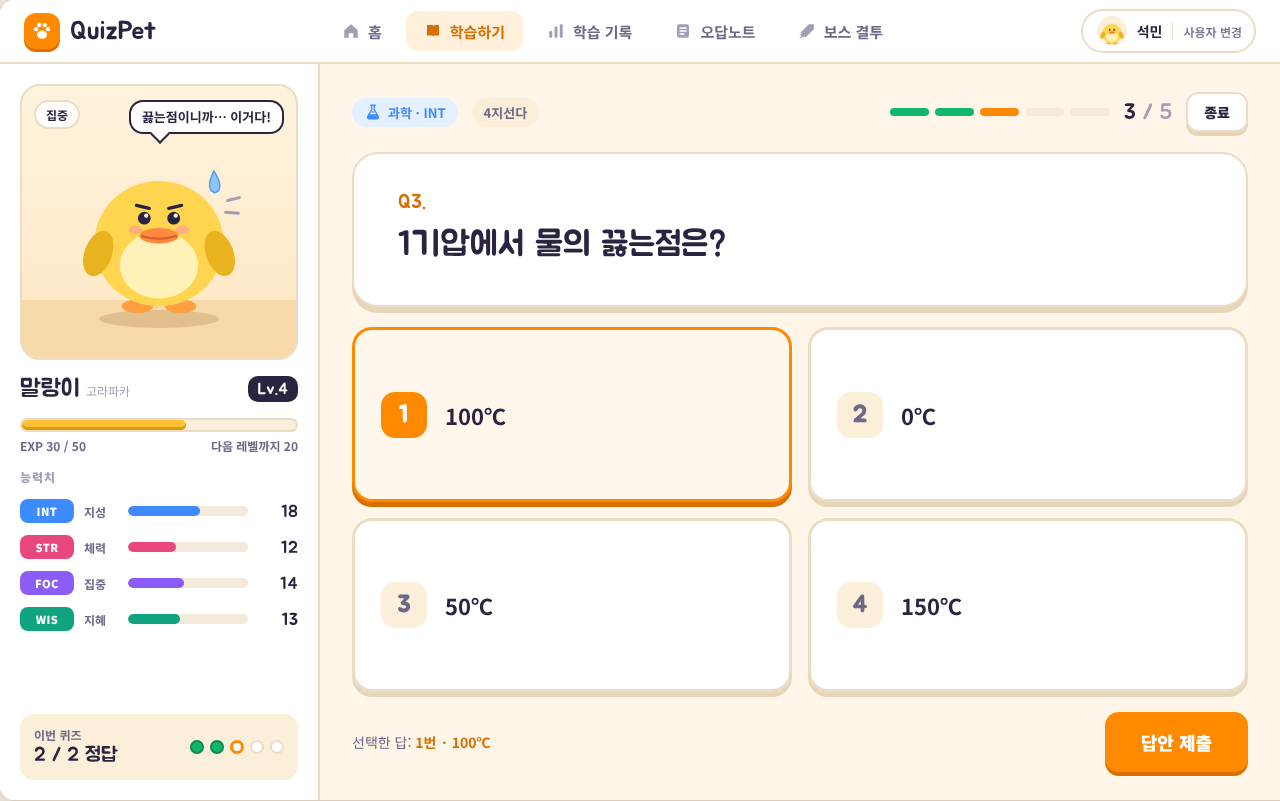 QuizPet
홈
학습하기
학습 기록
오답노트
보스 결투
석민
사용자 변경
집중
끓는점이니까… 이거다!
말랑이 고라파카
Lv.4
EXP 30 / 50
다음 레벨까지 20
능력치
INT 지성 18
STR 체력 12
FOC 집중 14
WIS 지혜 13
이번 퀴즈
2 / 2 정답
과학 · INT
4지선다
3 / 5
종료
Q3.
1기압에서 물의 끓는점은?
1 100℃
2 0℃
3 50℃
4 150℃
선택한 답: 1번 · 100℃
답안 제출